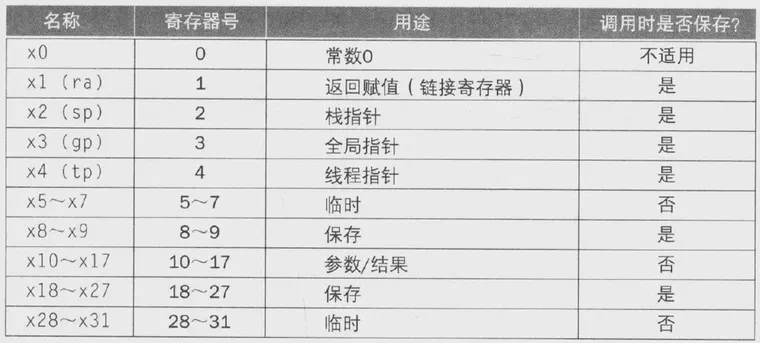 名称 寄存器号 用途 调用时是否保存?
x0 0 常数0 不适用
x1 (ra) 1 返回赋值(链接寄存器) 是
x2 (sp) 2 栈指针 是
x3 (gp) 3 全局指针 是
x4 (tp) 4 线程指针 是
x5~x7 5~7 临时 否
x8~x9 8~9 保存 是
x10~x17 10~17 参数/结果 否
x18~x27 18~27 保存 是
x28~x31 28~31 临时 否